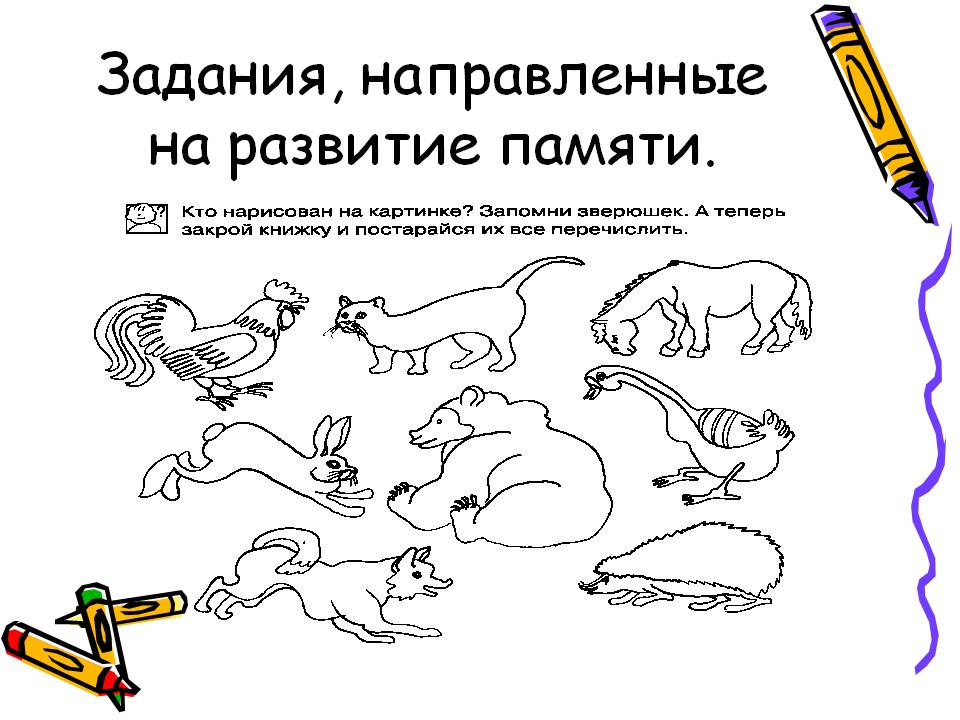 Задания, направленные
на развитие памяти.
Кто нарисован на картинке? Запомни зверюшек. А теперь
закрой книжку и постарайся их все перечислить.